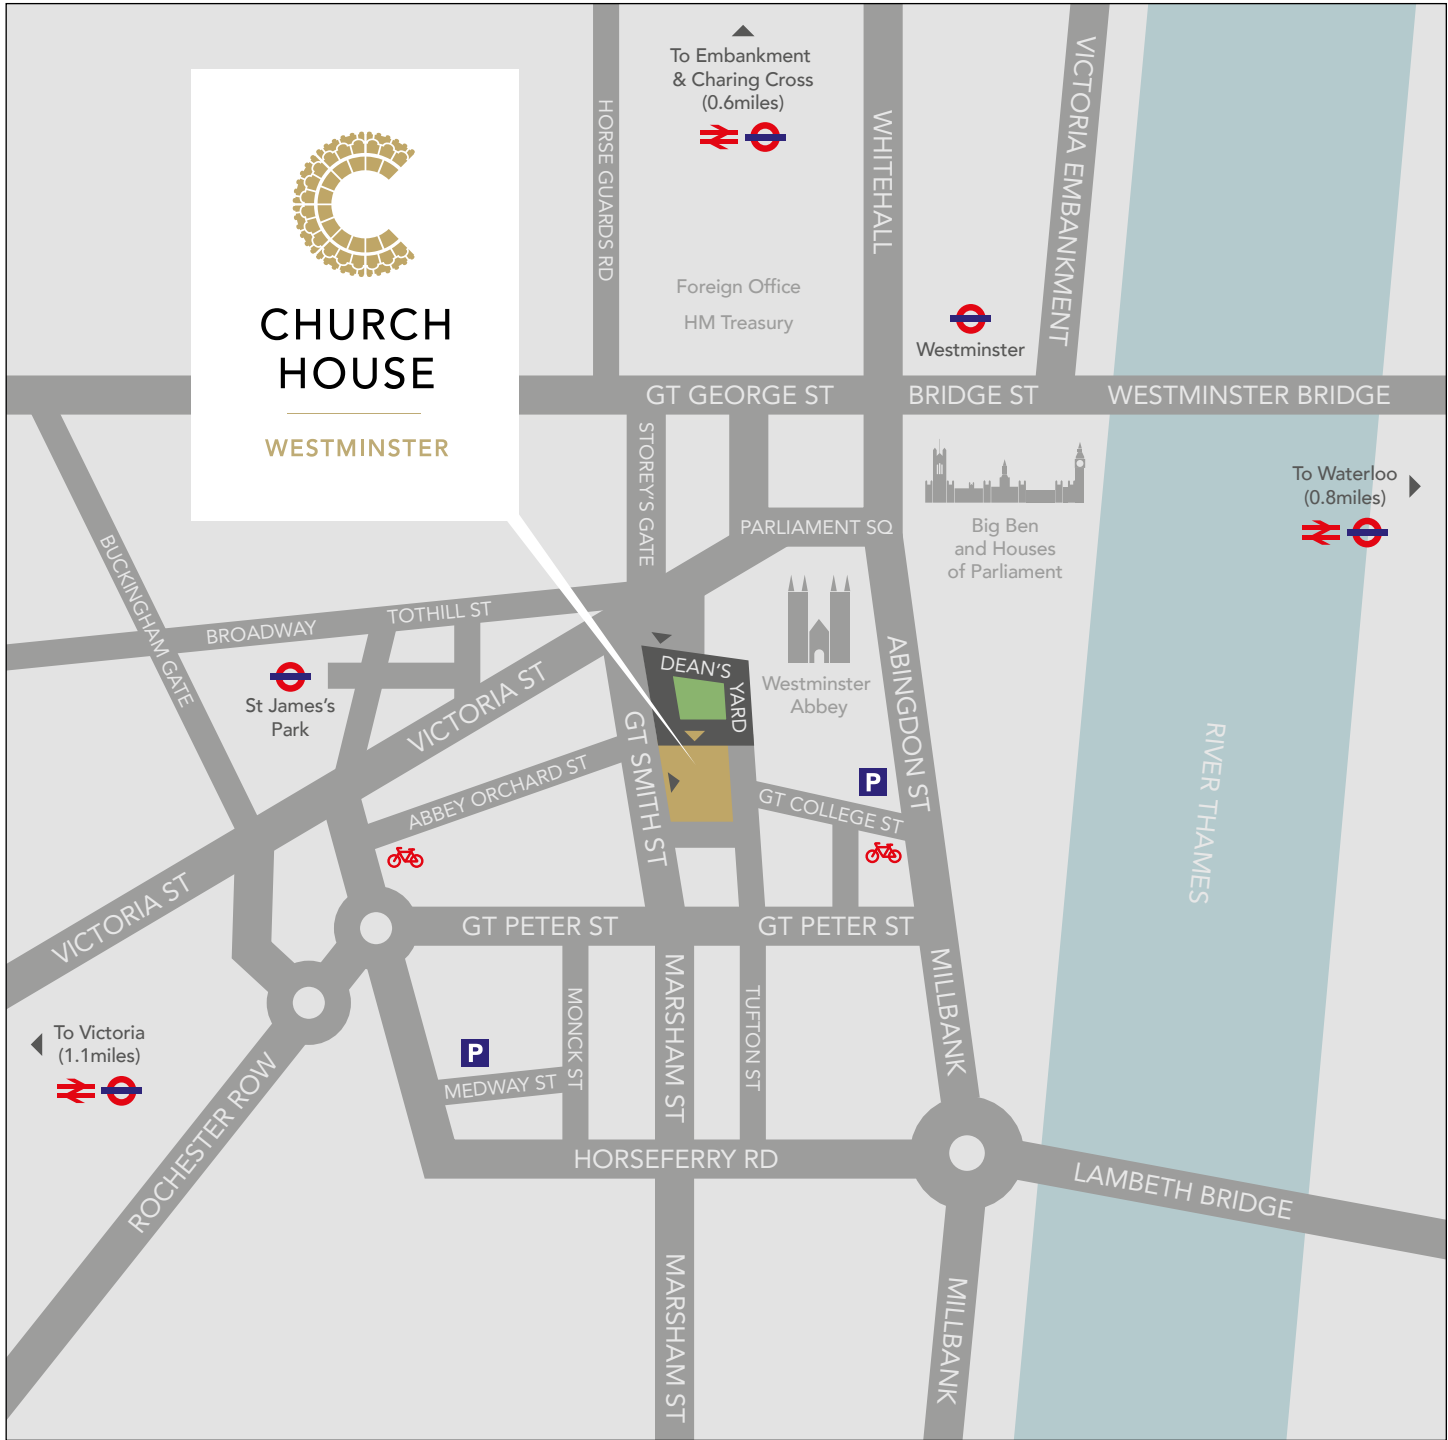 To Embankment
& Charing Cross
(0.6miles)
HORSE GUARDS RD
WHITEHALL
VICTORIA EMBANKMENT
CHURCH
HOUSE
WESTMINSTER
Foreign Office
HM Treasury
Westminster
GT GEORGE ST
BRIDGE ST
WESTMINSTER BRIDGE
STOREY'S GATE
PARLIAMENT SQ
Big Ben
and Houses
of Parliament
To Waterloo
(0.8miles)
BUCKINGHAM GATE
BROADWAY
TOTHILL ST
St James's
Park
VICTORIA ST
DEAN'S
YARD
Westminster
Abbey
ABINGDON ST
RIVER THAMES
GT SMITH ST
ABBEY ORCHARD ST
P
GT COLLEGE ST
VICTORIA ST
GT PETER ST
GT PETER ST
MILLBANK
MARSHAM ST
MONCK ST
TUFTON ST
To Victoria
(1.1miles)
P
MEDWAY ST
ROCHESTER ROW
HORSEFERRY RD
LAMBETH BRIDGE
MARSHAM ST
MILLBANK